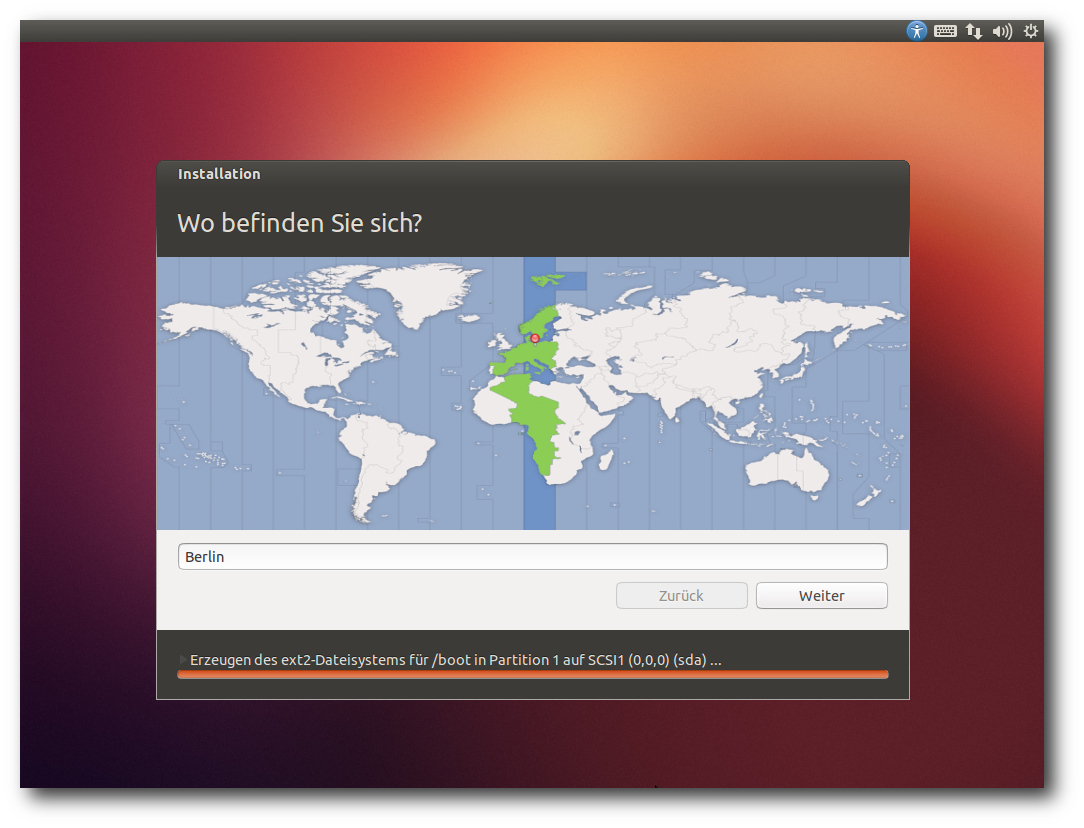 Installation
Wo befinden Sie sich?
Berlin
Zurück
Weiter
Erzeugen des ext2-Dateisystems für /boot in Partition 1 auf SCSI1 (0,0,0) (sda) ...